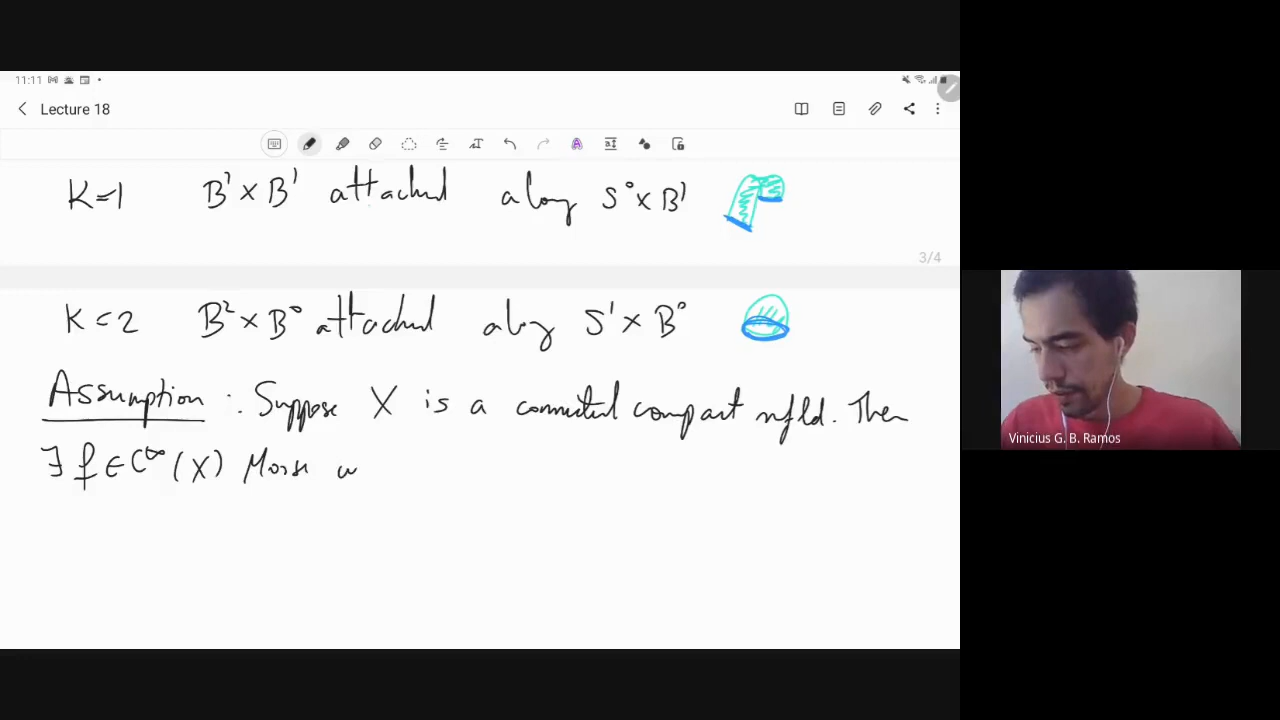 11:11
Lecture 18
K=1 B¹ × B¹ attached along S⁰ × B¹
3/4
K=2 B² × B⁰ attached along S¹ × B⁰
Assumption : Suppose X is a connected compact mfld. Then
∃ f ∈ C^∞ (X) Morse w
Vinicius G. B. Ramos